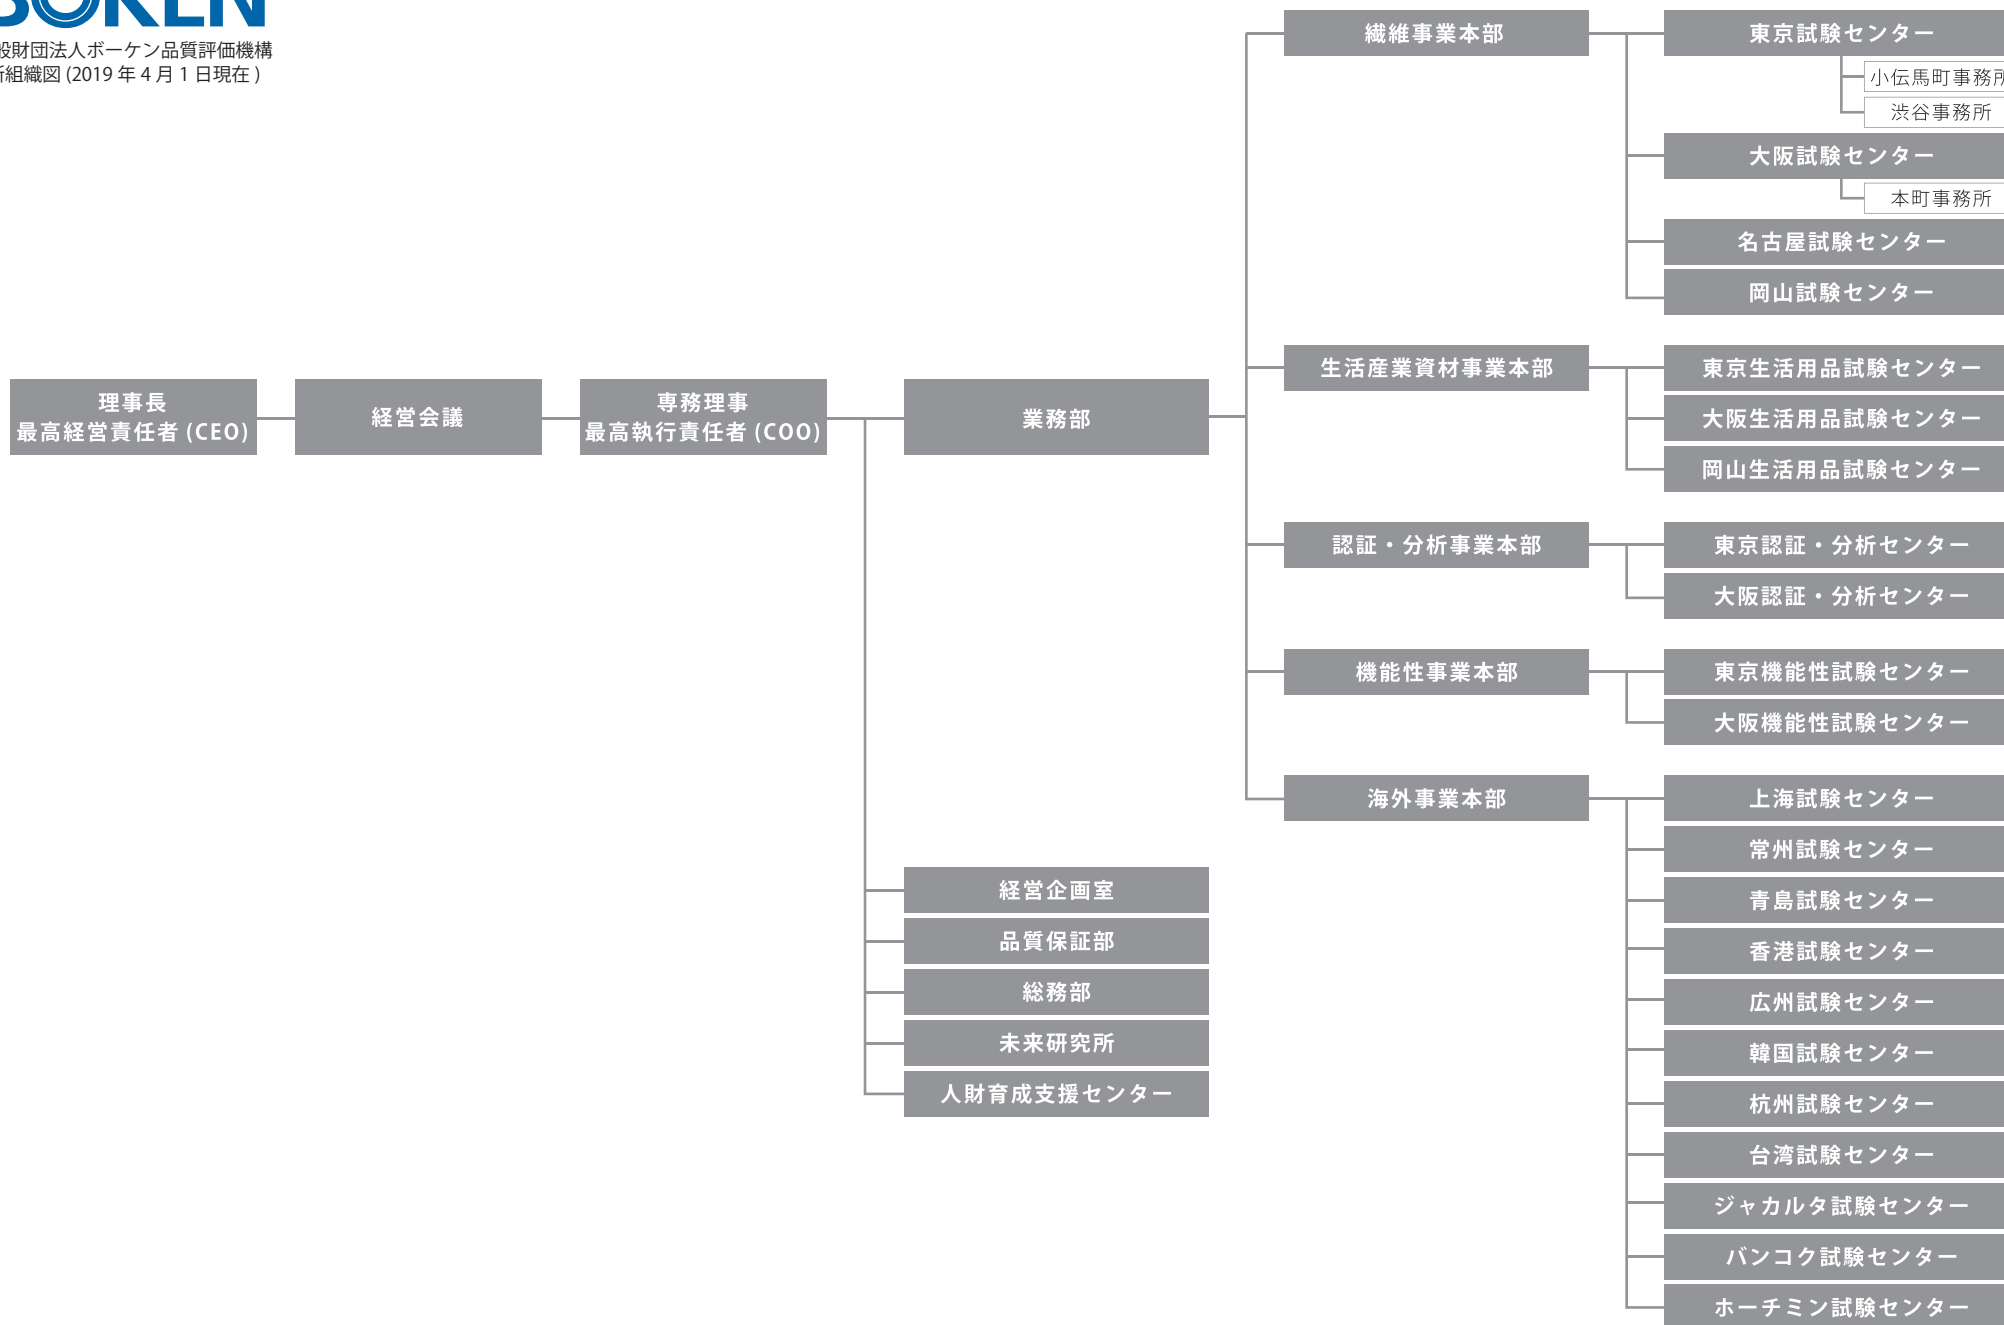 BOKEN
般財団法人ボーケン品質評価機構
組織図 (2019 年 4 月 1 日現在 )
理事長
最高経営責任者 (CEO)
経営会議
専務理事
最高執行責任者 (COO)
業務部
経営企画室
品質保証部
総務部
未来研究所
人財育成支援センター
繊維事業本部
東京試験センター
小伝馬町事務所
渋谷事務所
大阪試験センター
本町事務所
名古屋試験センター
岡山試験センター
生活産業資材事業本部
東京生活用品試験センター
大阪生活用品試験センター
岡山生活用品試験センター
認証・分析事業本部
東京認証・分析センター
大阪認証・分析センター
機能性事業本部
東京機能性試験センター
大阪機能性試験センター
海外事業本部
上海試験センター
常州試験センター
青島試験センター
香港試験センター
広州試験センター
韓国試験センター
杭州試験センター
台湾試験センター
ジャカルタ試験センター
バンコク試験センター
ホーチミン試験センター